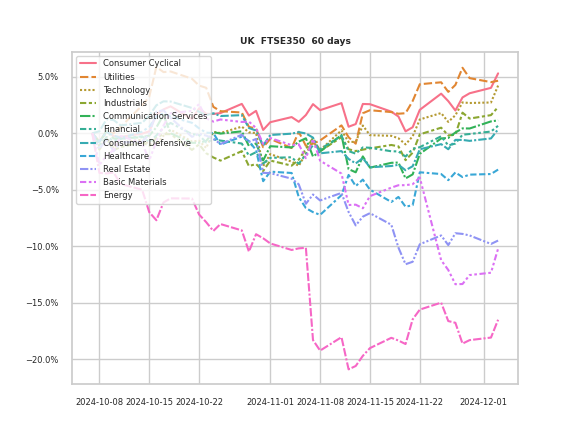 UK  FTSE350  60 days
Consumer Cyclical
Utilities
Technology
Industrials
Communication Services
Financial
Consumer Defensive
Healthcare
Real Estate
Basic Materials
Energy
5.0%
0.0%
−5.0%
−10.0%
−15.0%
−20.0%
2024-10-08 2024-10-15 2024-10-22 2024-11-01 2024-11-08 2024-11-15 2024-11-22 2024-12-01